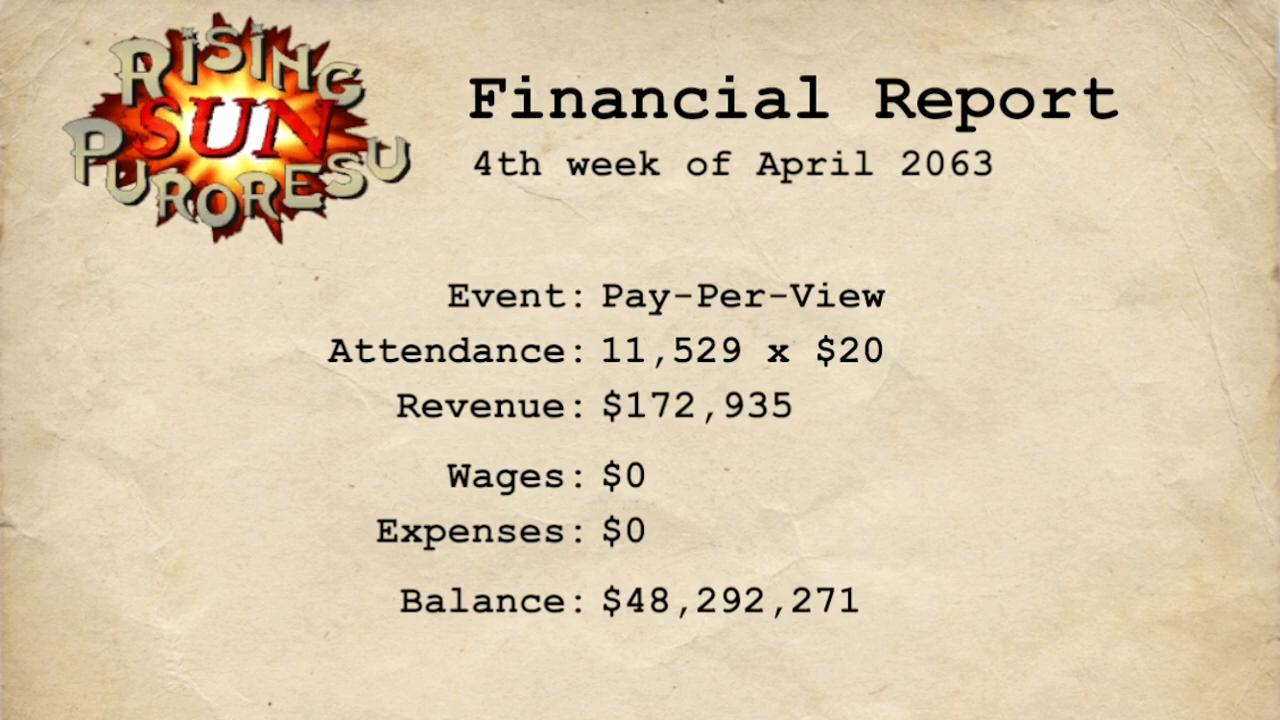 RISING
SUN
PURORESU
Financial Report
4th week of April 2063
Event: Pay-Per-View
Attendance: 11,529 x $20
Revenue: $172,935
Wages: $0
Expenses: $0
Balance: $48,292,271